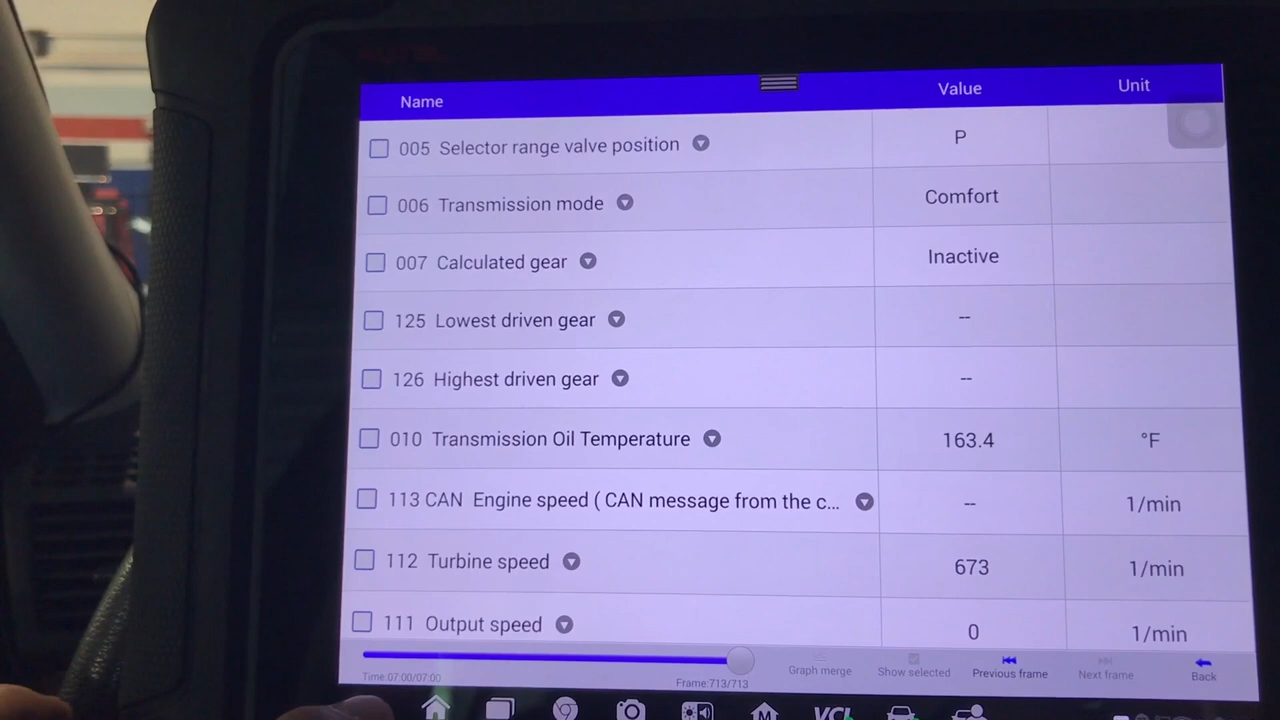 Name Value Unit
005 Selector range valve position P
006 Transmission mode Comfort
007 Calculated gear Inactive
125 Lowest driven gear --
126 Highest driven gear --
010 Transmission Oil Temperature 163.4 °F
113 CAN Engine speed ( CAN message from the c... -- 1/min
112 Turbine speed 673 1/min
111 Output speed 0 1/min
Time:07:00/07:00 Frame:713/713 Graph merge Show selected Previous frame Next frame Back
M VCI